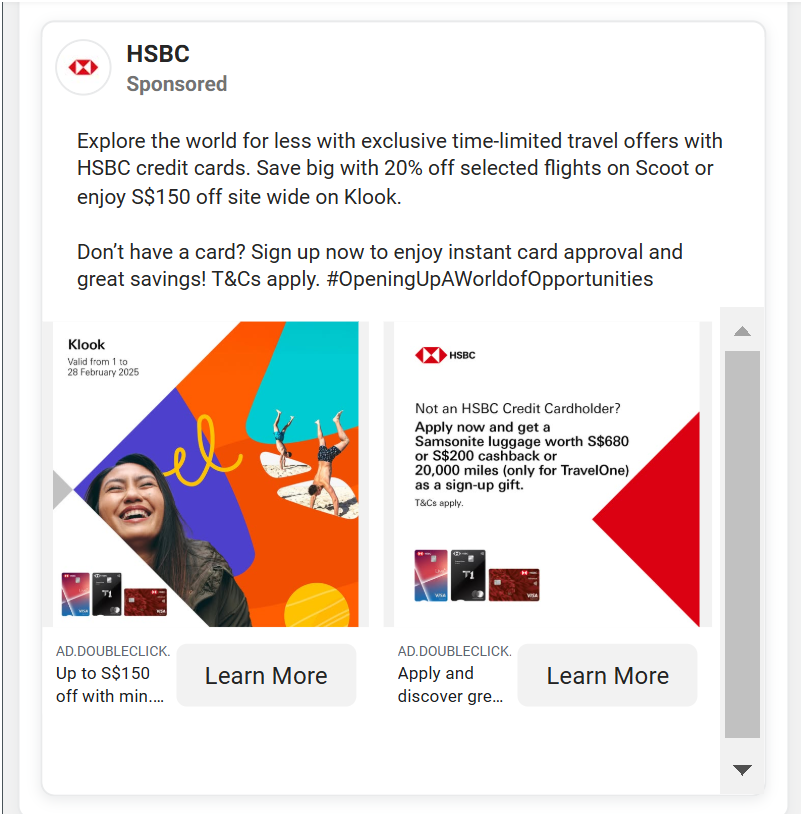 HSBC
Sponsored
Explore the world for less with exclusive time-limited travel offers with
HSBC credit cards. Save big with 20% off selected flights on Scoot or
enjoy S$150 off site wide on Klook.
Don’t have a card? Sign up now to enjoy instant card approval and
great savings! T&Cs apply. #OpeningUpAWorldofOpportunities
Klook
Valid from 1 to
28 February 2025
el
HSBC
Not an HSBC Credit Cardholder?
Apply now and get a
Samsonite luggage worth S$680
or S$200 cashback or
20,000 miles (only for TravelOne)
as a sign-up gift.
T&Cs apply.
AD.DOUBLECLICK.
Up to S$150
off with min....
Learn More
AD.DOUBLECLICK.
Apply and
discover gre...
Learn More